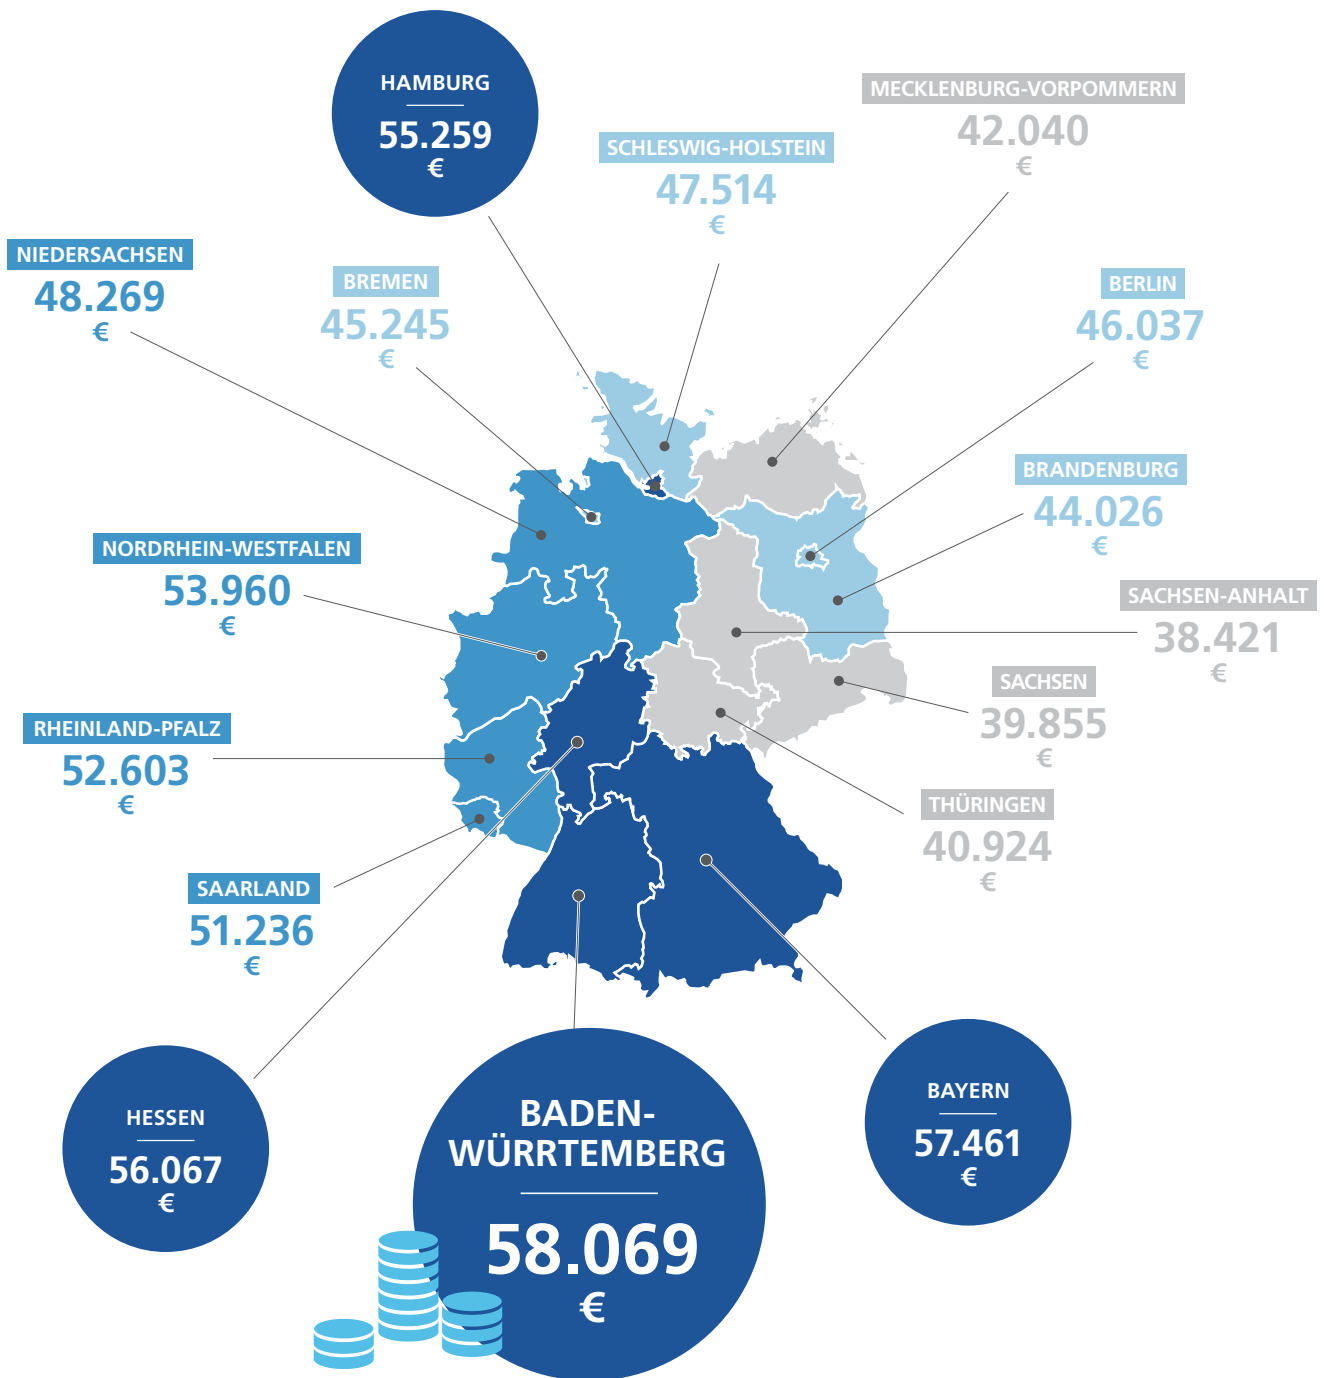 HAMBURG
55.259
€
MECKLENBURG-VORPOMMERN
42.040
€
SCHLESWIG-HOLSTEIN
47.514
€
NIEDERSACHSEN
48.269
€
BREMEN
45.245
€
BERLIN
46.037
€
BRANDENBURG
44.026
€
NORDRHEIN-WESTFALEN
53.960
€
SACHSEN-ANHALT
38.421
€
SACHSEN
39.855
€
RHEINLAND-PFALZ
52.603
€
THÜRINGEN
40.924
€
SAARLAND
51.236
€
HESSEN
56.067
€
BADEN-
WÜRRTEMBERG
58.069
€
BAYERN
57.461
€